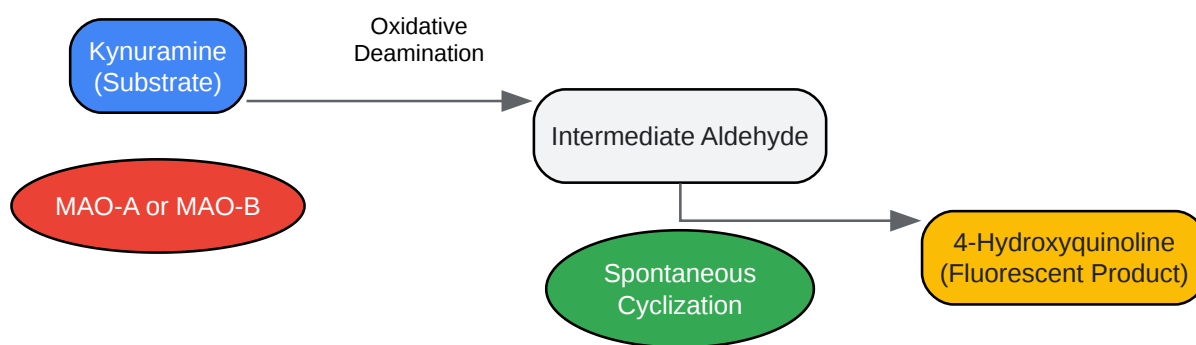 Kynuramine
(Substrate)
Oxidative
Deamination
Intermediate Aldehyde
MAO-A or MAO-B
Spontaneous
Cyclization
4-Hydroxyquinoline
(Fluorescent Product)